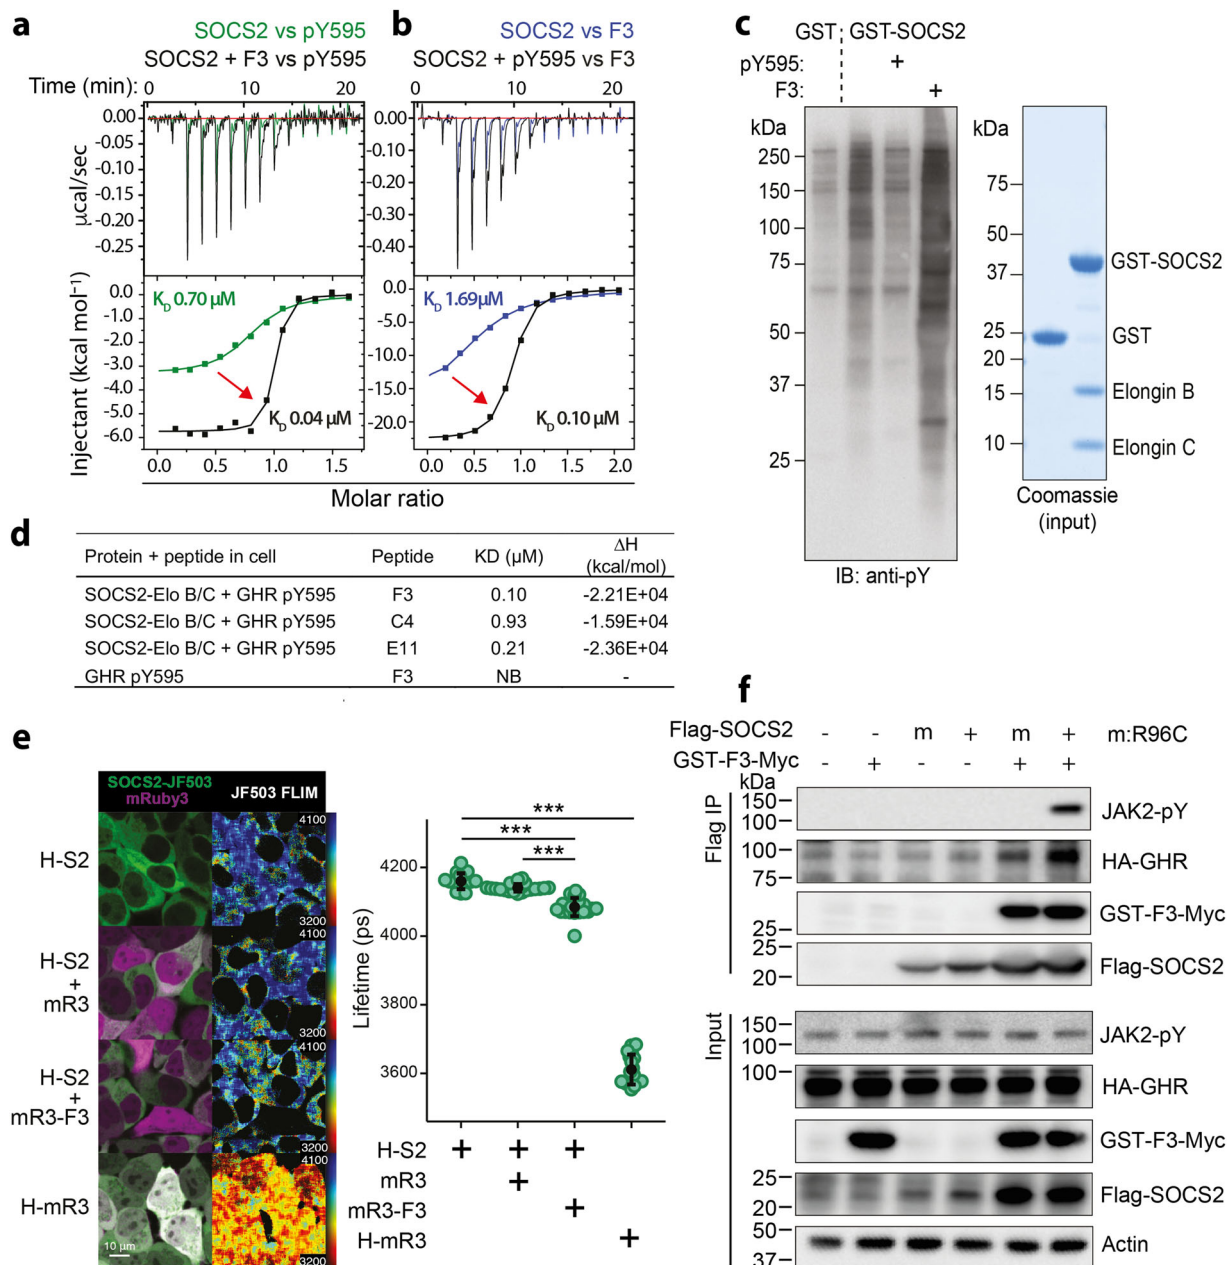 a
SOCS2 vs pY595
SOCS2 + F3 vs pY595
b
SOCS2 vs F3
SOCS2 + pY595 vs F3
Time (min):
0 10 20
0 10 20
µcal/sec
0.00
-0.05
-0.10
-0.15
-0.20
-0.25
0.00
-0.10
-0.20
-0.30
-0.40
Injectant (kcal mol⁻¹)
0.0
-1.0
-2.0
-3.0
-4.0
-5.0
-6.0
K_D 0.70 µM
K_D 0.04 µM
0.0 0.5 1.0 1.5
0.0
-5.0
-10.0
-15.0
-20.0
K_D 1.69µM
K_D 0.10 µM
0.0 0.5 1.0 1.5 2.0
Molar ratio
c
GST GST-SOCS2
pY595: +
F3: +
kDa
250
150
100
75
50
37
25
IB: anti-pY
kDa
75
50
37
25
20
15
10
GST-SOCS2
GST
Elongin B
Elongin C
Coomassie
(input)
d
Protein + peptide in cell Peptide KD (µM) ΔH (kcal/mol)
SOCS2-Elo B/C + GHR pY595 F3 0.10 -2.21E+04
SOCS2-Elo B/C + GHR pY595 C4 0.93 -1.59E+04
SOCS2-Elo B/C + GHR pY595 E11 0.21 -2.36E+04
GHR pY595 F3 NB -
e
SOCS2-JF503
mRuby3
JF503 FLIM
H-S2
4100
3200
H-S2
+
mR3
4100
3200
H-S2
+
mR3-F3
4100
3200
H-mR3
4100
3200
10 µm
Lifetime (ps)
4200
4000
3800
3600
***
***
***
H-S2 + + +
mR3 +
mR3-F3 +
H-mR3 +
f
Flag-SOCS2 - - m + m + m:R96C
GST-F3-Myc - + - - + +
kDa
Flag IP
150
100
JAK2-pY
100
75
HA-GHR
25
GST-F3-Myc
25
20
Flag-SOCS2
Input
150
100
JAK2-pY
100
HA-GHR
GST-F3-Myc
25
20
Flag-SOCS2
50
37
Actin